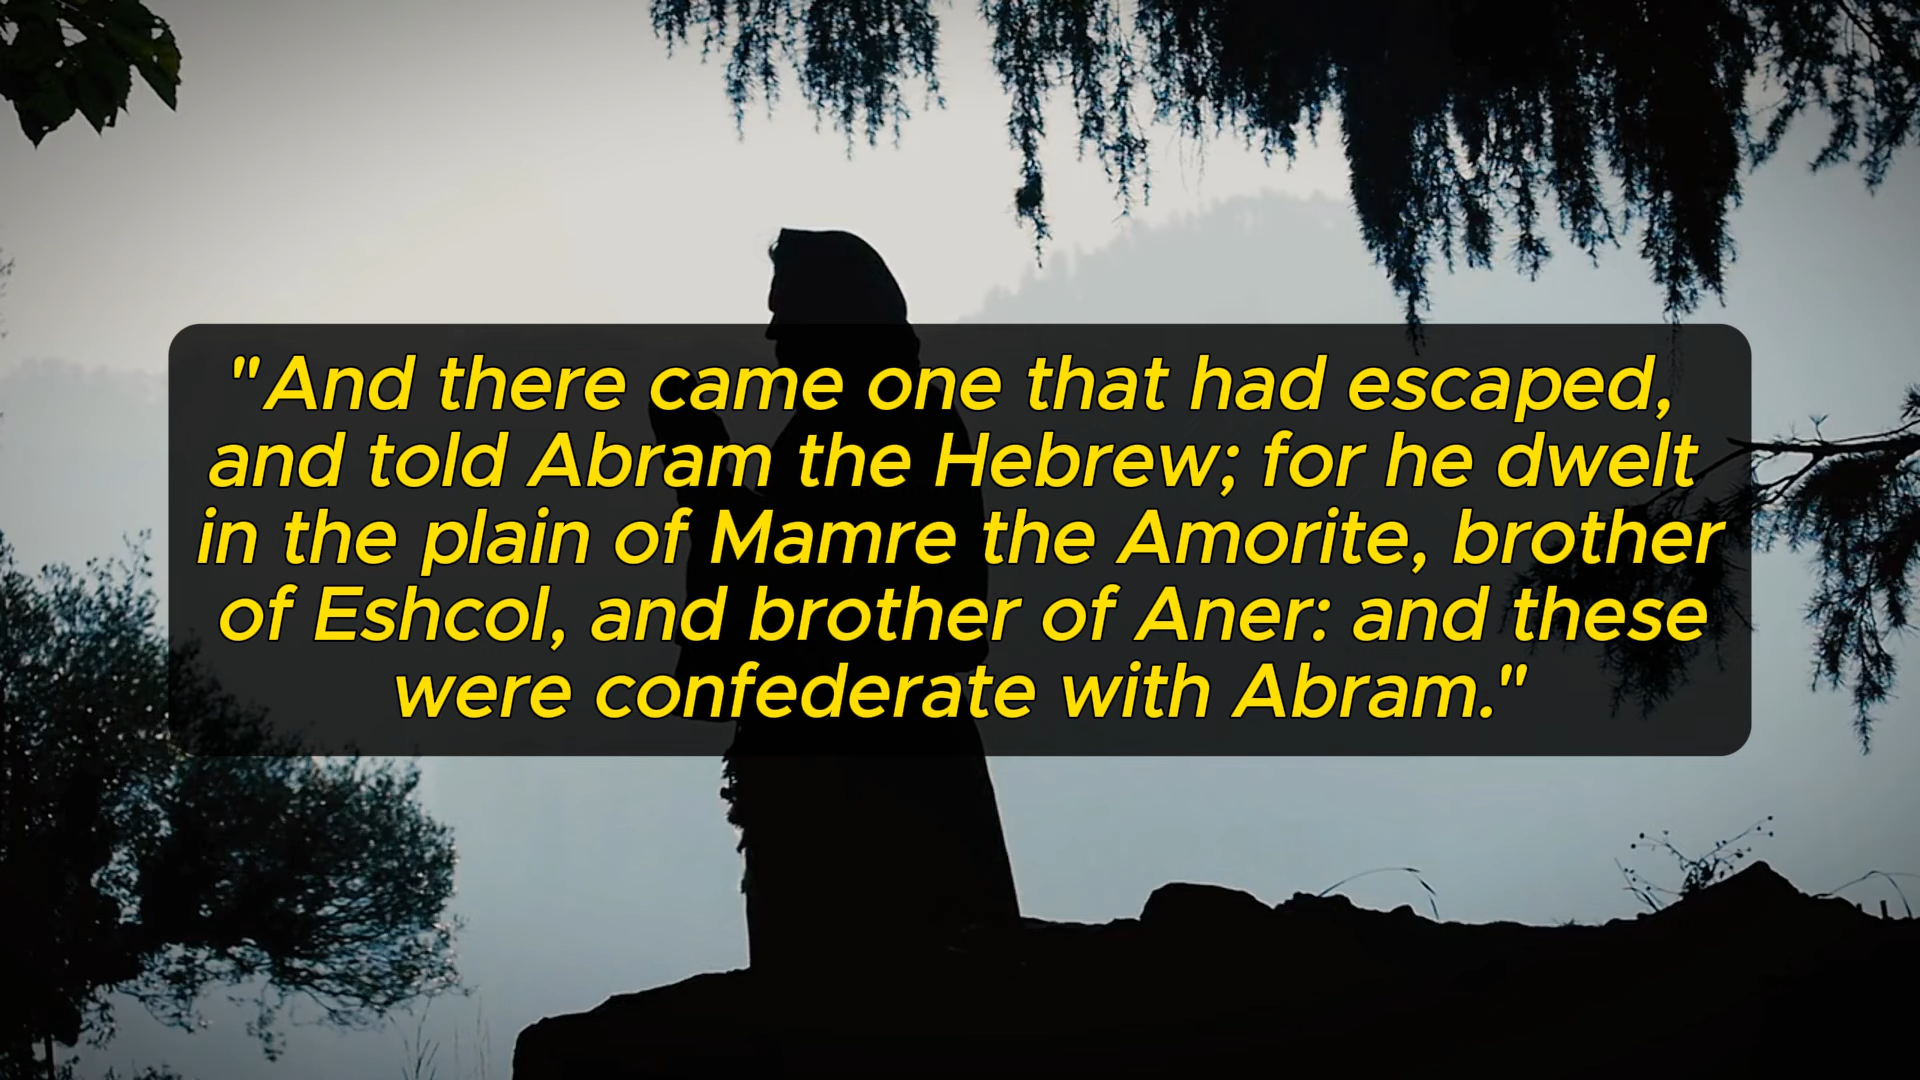 "And there came one that had escaped,
and told Abram the Hebrew; for he dwelt
in the plain of Mamre the Amorite, brother
of Eshcol, and brother of Aner: and these
were confederate with Abram."